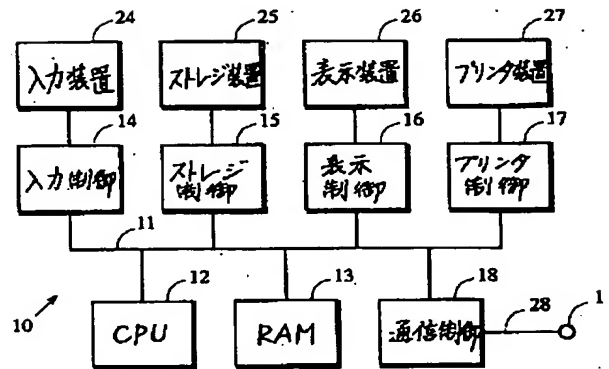 24
25
26
27
入力装置
ストレージ装置
表示装置
プリンタ装置
14
15
16
17
入力制御
ストレージ
制御
表示
制御
プリンタ
制御
11
12
13
18
1
10
CPU
RAM
通信制御
28